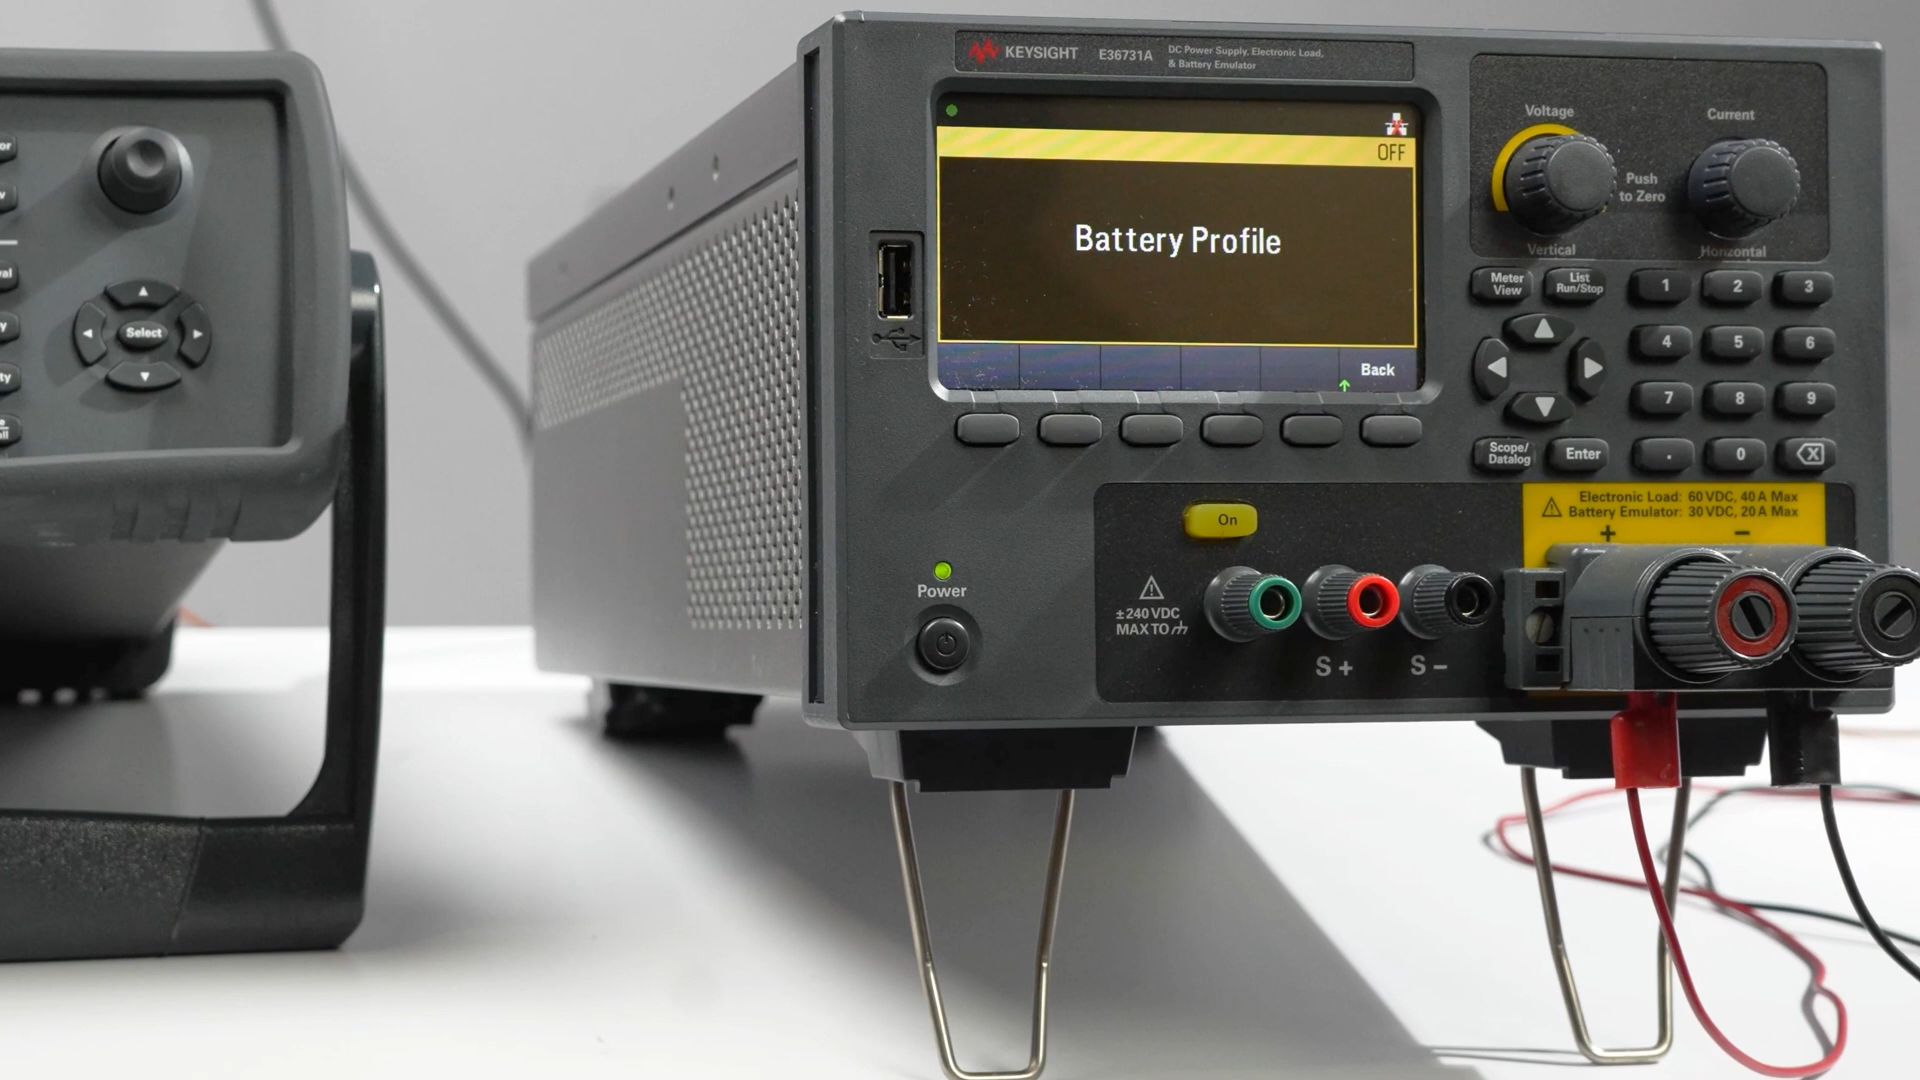 KEYSIGHT E36731A DC Power Supply, Electronic Load,
& Battery Emulator
OFF
Battery Profile
Back
Voltage
Current
Push
to Zero
Vertical
Horizontal
Meter
View
List
Run/Stop
1 2 3
4 5 6
7 8 9
Scope/
Datalog
Enter
. 0 X
Electronic Load: 60 VDC, 40 A Max
Battery Emulator: 30 VDC, 20 A Max
+ −
On
Power
±240 VDC
MAX TO
S + S −
Select